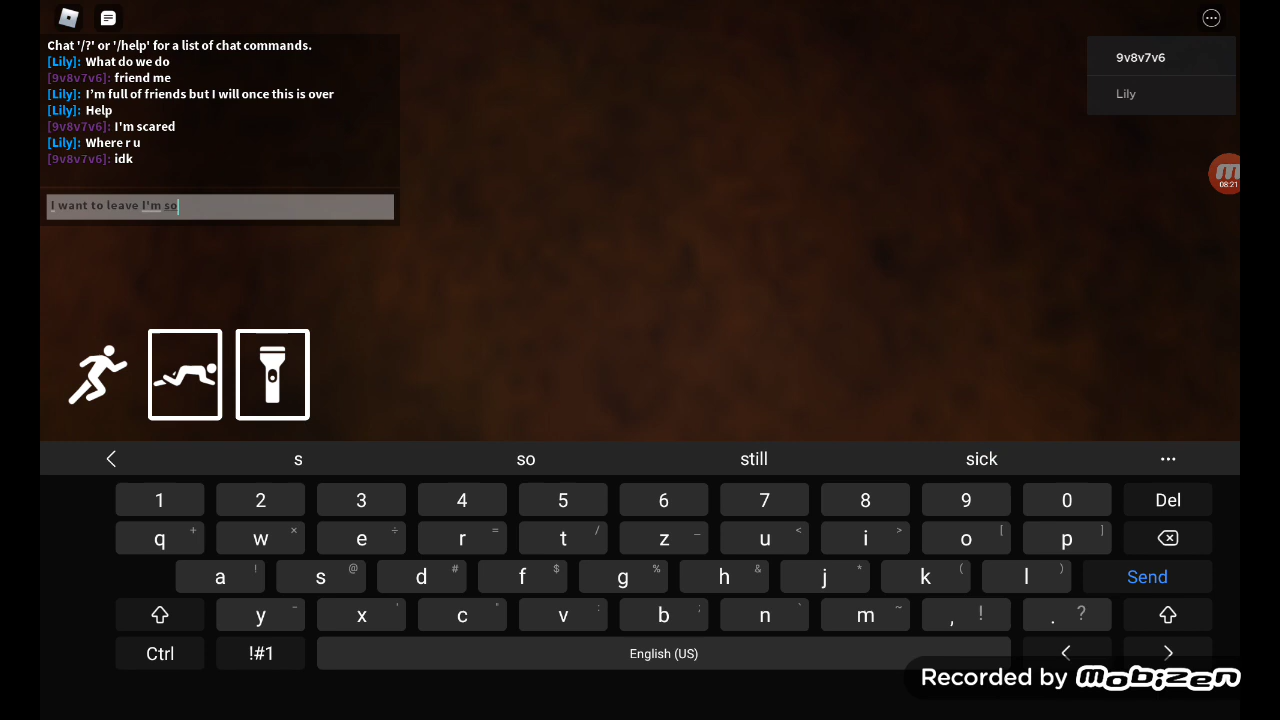 Chat '/?' or '/help' for a list of chat commands.
[Lily]: What do we do
[9v8v7v6]: friend me
[Lily]: I'm full of friends but I will once this is over
[Lily]: Help
[9v8v7v6]: I'm scared
[Lily]: Where r u
[9v8v7v6]: idk
I want to leave I'm so
9v8v7v6
Lily
08:21
s so still sick
1 2 3 4 5 6 7 8 9 0 Del
q + w × e ÷ r = t / z _ u < i > o [ p ]
a ! s @ d # f $ g % h & j * k ( l ) Send
y - x ' c " v : b ; n ` m ~ , ! . ?
Ctrl !#1 English (US) < >
Recorded by mobizen